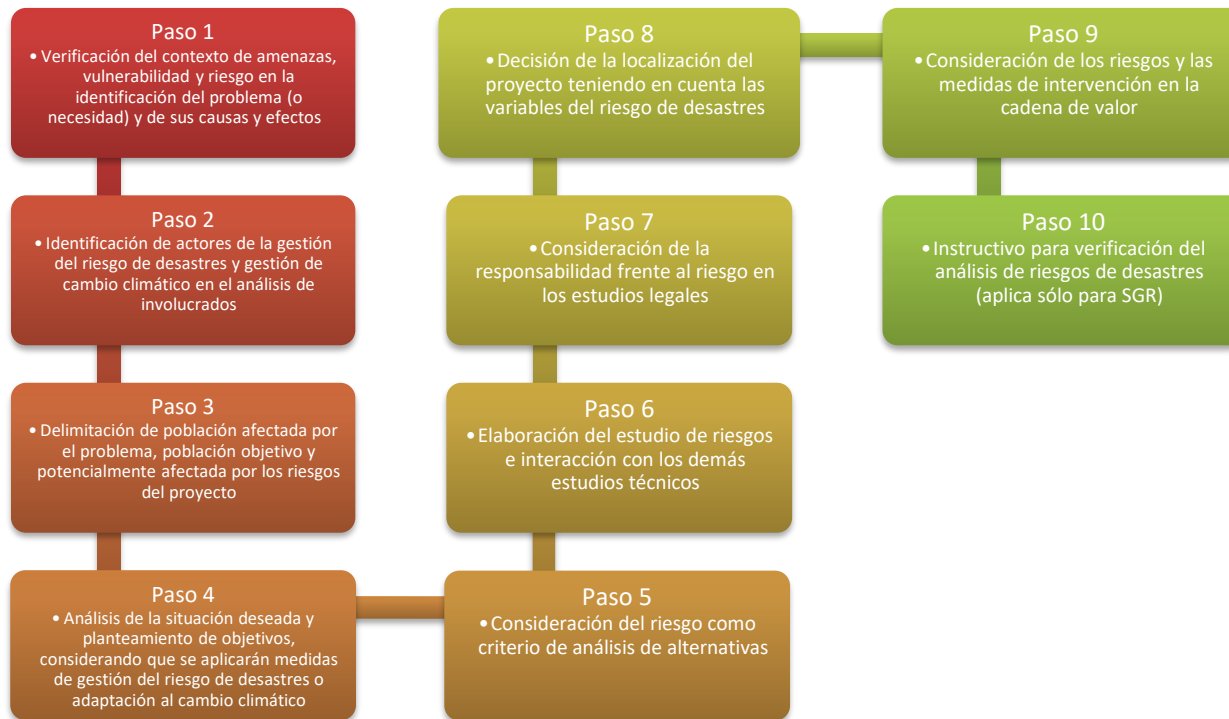 Paso 1
• Verificación del contexto de amenazas,
vulnerabilidad y riesgo en la
identificación del problema (o
necesidad) y de sus causas y efectos
Paso 2
• Identificación de actores de la gestión
del riesgo de desastres y gestión de
cambio climático en el análisis de
involucrados
Paso 3
• Delimitación de población afectada por
el problema, población objetivo y
potencialmente afectada por los riesgos
del proyecto
Paso 4
• Análisis de la situación deseada y
planteamiento de objetivos,
considerando que se aplicarán medidas
de gestión del riesgo de desastres o
adaptación al cambio climático
Paso 5
• Consideración del riesgo como
criterio de análisis de alternativas
Paso 6
• Elaboración del estudio de riesgos
e interacción con los demás
estudios técnicos
Paso 7
• Consideración de la
responsabilidad frente al riesgo en
los estudios legales
Paso 8
• Decisión de la localización del
proyecto teniendo en cuenta las
variables del riesgo de desastres
Paso 9
• Consideración de los riesgos y las
medidas de intervención en la
cadena de valor
Paso 10
• Instructivo para verificación del
análisis de riesgos de desastres
(aplica sólo para SGR)